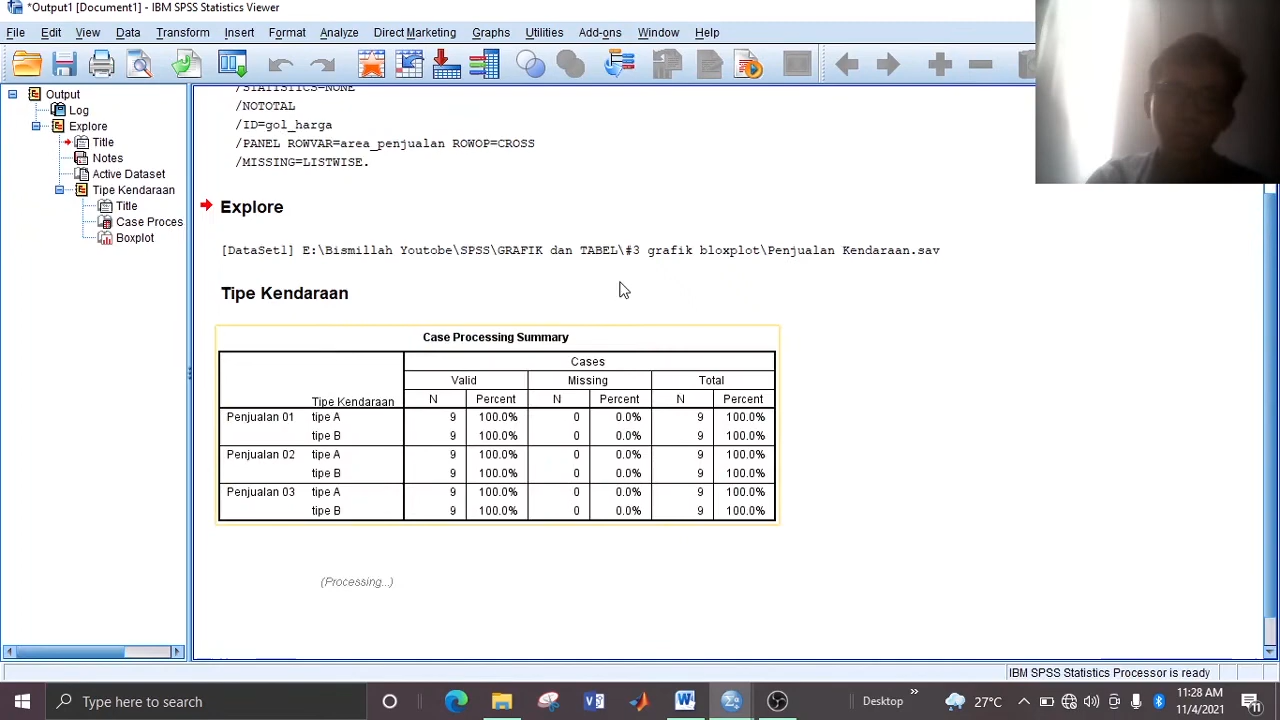 *Output1 [Document1] - IBM SPSS Statistics Viewer
File Edit View Data Transform Insert Format Analyze Direct Marketing Graphs Utilities Add-ons Window Help
Output
Log
Explore
Title
Notes
Active Dataset
Tipe Kendaraan
Title
Case Proces
Boxplot
/STATISTICS=NONE
/NOTOTAL
/ID=gol_harga
/PANEL ROWVAR=area_penjualan ROWOP=CROSS
/MISSING=LISTWISE.
Explore
[DataSet1] E:\Bismillah Youtobe\SPSS\GRAFIK dan TABEL\#3 grafik bloxplot\Penjualan Kendaraan.sav
Tipe Kendaraan
Case Processing Summary
Cases
Valid Missing Total
Tipe Kendaraan N Percent N Percent N Percent
Penjualan 01 tipe A 9 100.0% 0 0.0% 9 100.0%
tipe B 9 100.0% 0 0.0% 9 100.0%
Penjualan 02 tipe A 9 100.0% 0 0.0% 9 100.0%
tipe B 9 100.0% 0 0.0% 9 100.0%
Penjualan 03 tipe A 9 100.0% 0 0.0% 9 100.0%
tipe B 9 100.0% 0 0.0% 9 100.0%
(Processing...)
IBM SPSS Statistics Processor is ready
Type here to search
Desktop
27°C
11:28 AM
11/4/2021
11